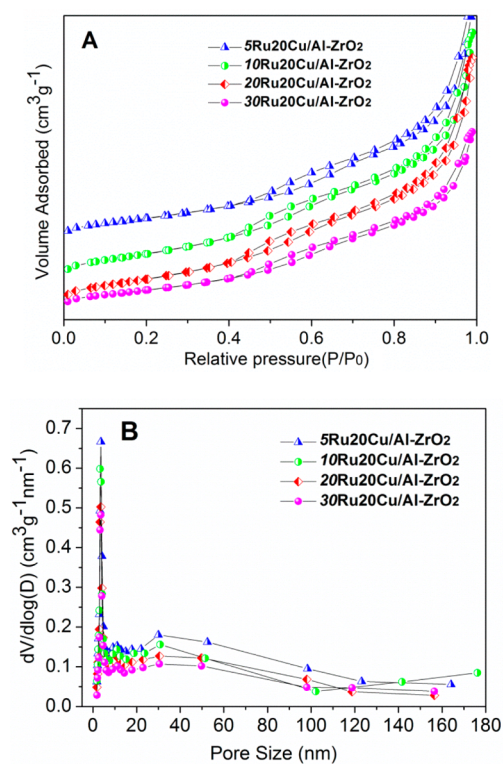 A
5Ru20Cu/Al-ZrO2
10Ru20Cu/Al-ZrO2
20Ru20Cu/Al-ZrO2
30Ru20Cu/Al-ZrO2
Volume Adsorbed (cm3g-1)
0.0 0.2 0.4 0.6 0.8 1.0
Relative pressure(P/P0)
B
5Ru20Cu/Al-ZrO2
10Ru20Cu/Al-ZrO2
20Ru20Cu/Al-ZrO2
30Ru20Cu/Al-ZrO2
dV/dlog(D) (cm3g-1nm-1)
0.7
0.6
0.5
0.4
0.3
0.2
0.1
0.0
0 20 40 60 80 100 120 140 160 180
Pore Size (nm)